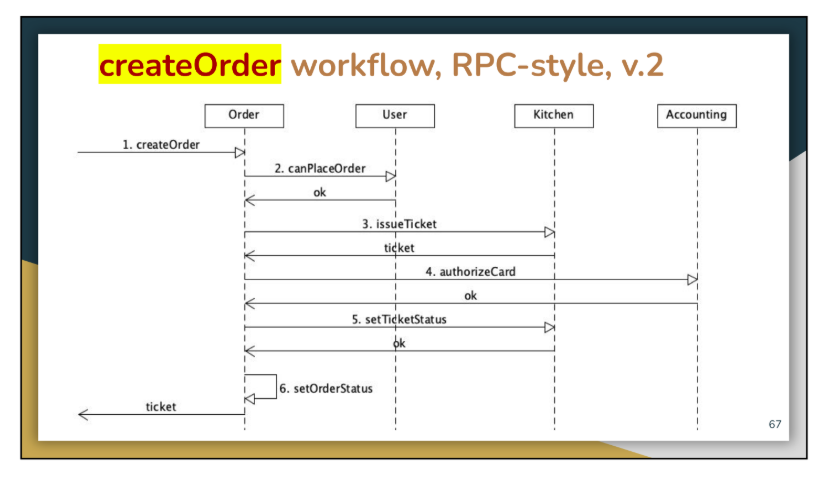 createOrder workflow, RPC-style, v.2
Order
User
Kitchen
Accounting
1. createOrder
2. canPlaceOrder
ok
3. issueTicket
ticket
4. authorizeCard
ok
5. setTicketStatus
ok
6. setOrderStatus
ticket
67